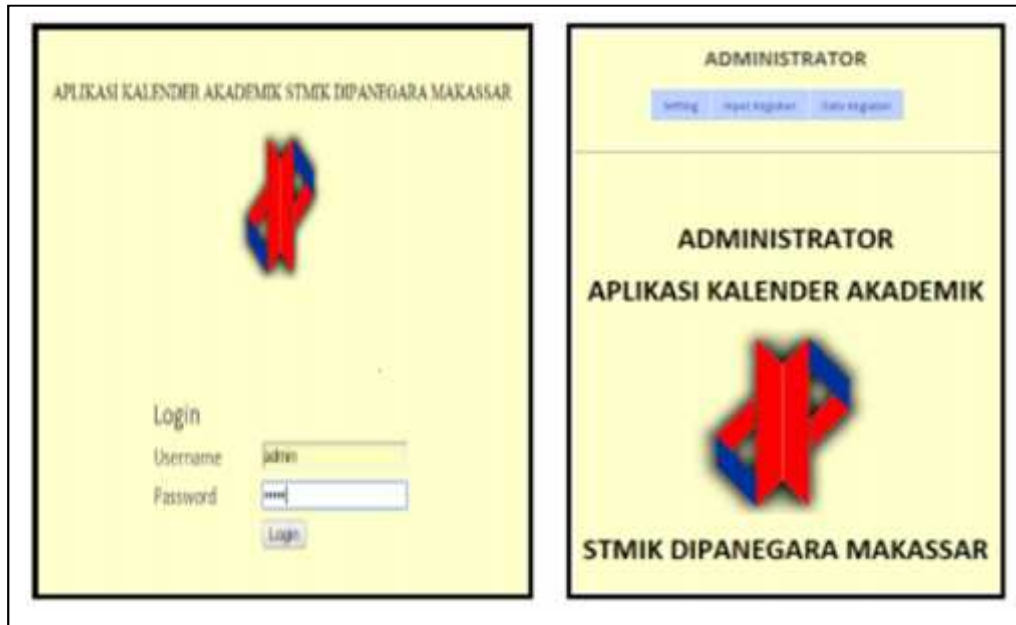 APLIKASI KALENDER AKADEMIK STMIK DIPANEGARA MAKASSAR
Login
Username admin
Password •••••
Login
ADMINISTRATOR
Setting Input Kegiatan Data Kegiatan
ADMINISTRATOR
APLIKASI KALENDER AKADEMIK
STMIK DIPANEGARA MAKASSAR